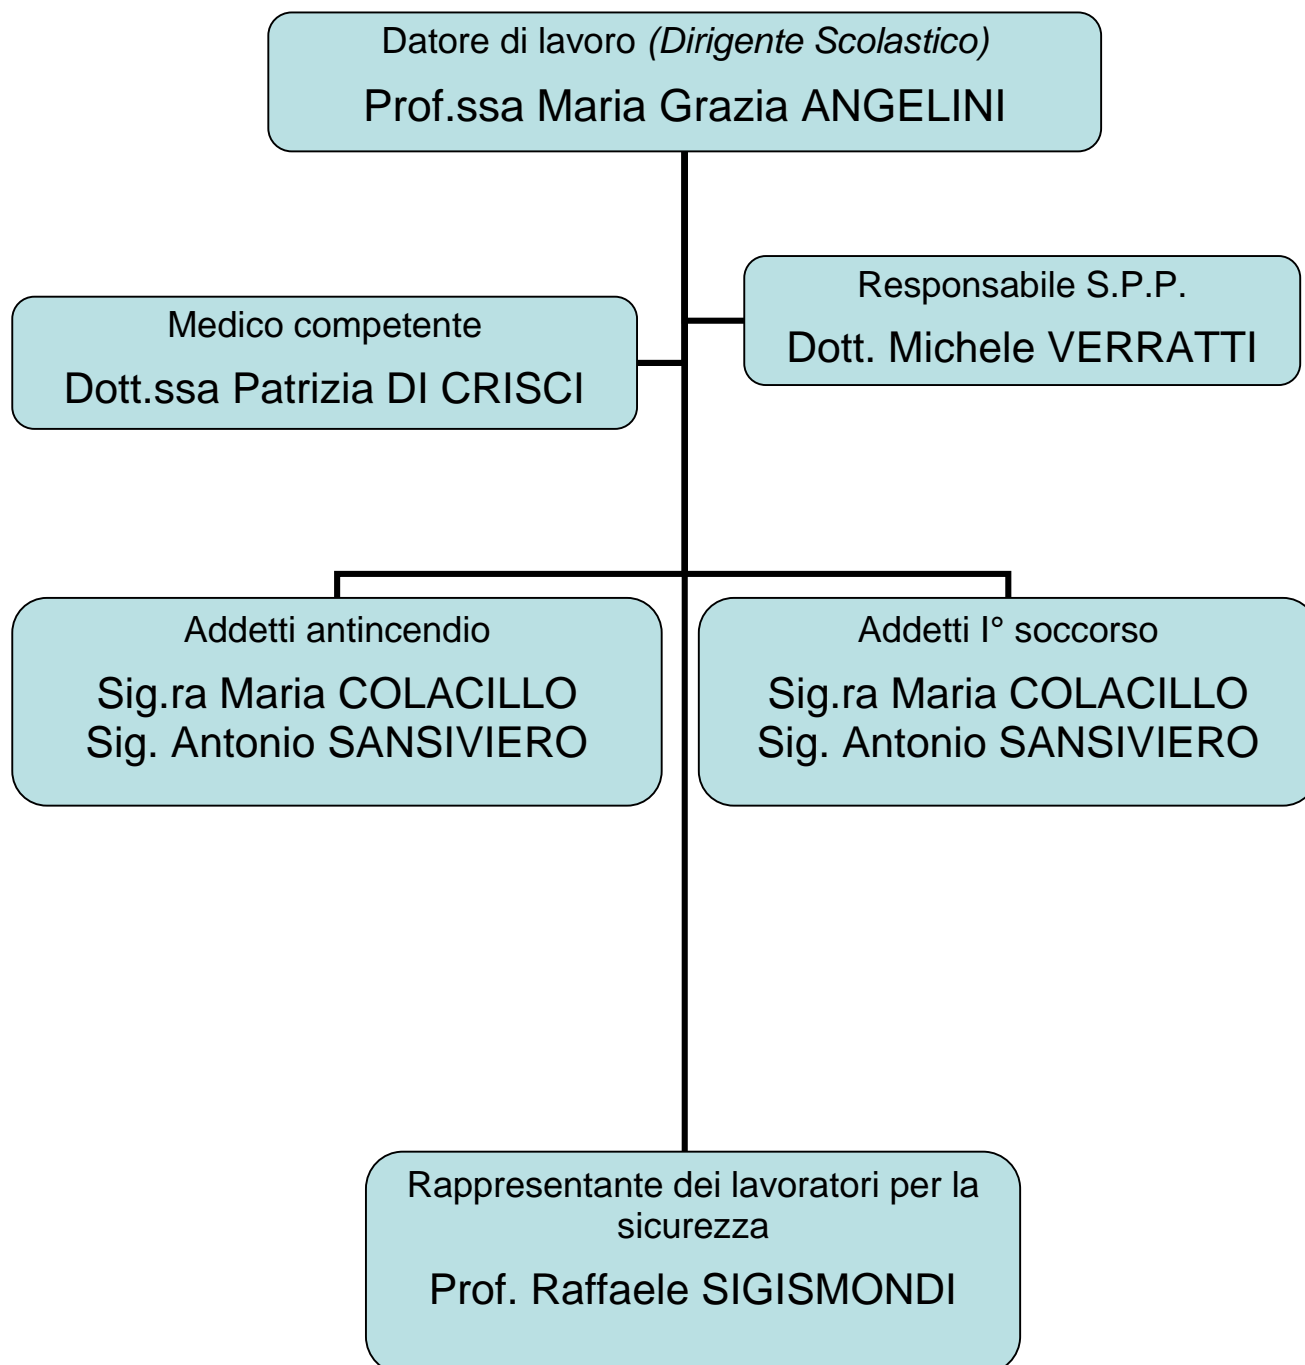 Datore di lavoro (Dirigente Scolastico)
Prof.ssa Maria Grazia ANGELINI
Responsabile S.P.P.
Dott. Michele VERRATTI
Medico competente
Dott.ssa Patrizia DI CRISCI
Addetti antincendio
Sig.ra Maria COLACILLO
Sig. Antonio SANSIVIERO
Addetti I° soccorso
Sig.ra Maria COLACILLO
Sig. Antonio SANSIVIERO
Rappresentante dei lavoratori per la
sicurezza
Prof. Raffaele SIGISMONDI